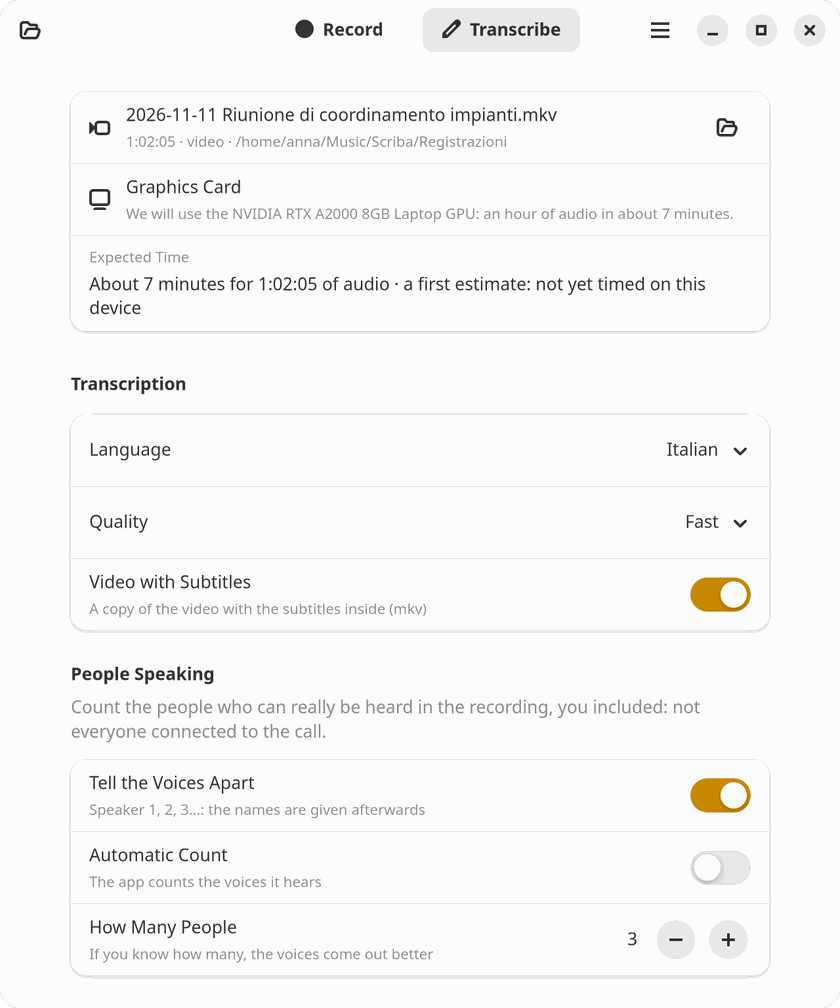 Record
Transcribe
2026-11-11 Riunione di coordinamento impianti.mkv
1:02:05 · video · /home/anna/Music/Scriba/Registrazioni
Graphics Card
We will use the NVIDIA RTX A2000 8GB Laptop GPU: an hour of audio in about 7 minutes.
Expected Time
About 7 minutes for 1:02:05 of audio · a first estimate: not yet timed on this
device
Transcription
Language
Italian
Quality
Fast
Video with Subtitles
A copy of the video with the subtitles inside (mkv)
People Speaking
Count the people who can really be heard in the recording, you included: not
everyone connected to the call.
Tell the Voices Apart
Speaker 1, 2, 3…: the names are given afterwards
Automatic Count
The app counts the voices it hears
How Many People
If you know how many, the voices come out better
3